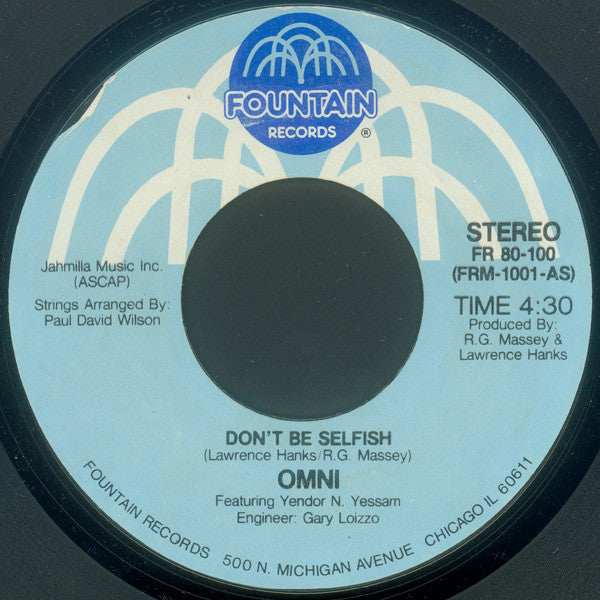 FOUNTAIN
RECORDS ®
STEREO
FR 80-100
(FRM-1001-AS)
Jahmilla Music Inc.
(ASCAP)
Strings Arranged By:
Paul David Wilson
TIME 4:30
Produced By:
R.G. Massey &
Lawrence Hanks
DON'T BE SELFISH
(Lawrence Hanks/R.G. Massey)
OMNI
Featuring Yendor N. Yessam
Engineer: Gary Loizzo
FOUNTAIN RECORDS 500 N. MICHIGAN AVENUE CHICAGO IL 60611